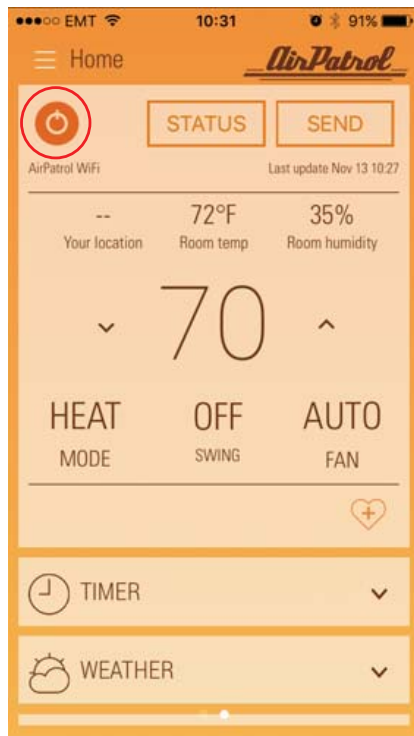 EMT 10:31 91%
Home AirPatrol
STATUS SEND
AirPatrol WiFi Last update Nov 13 10:27
-- 72°F 35%
Your location Room temp Room humidity
70
HEAT OFF AUTO
MODE SWING FAN
TIMER
WEATHER